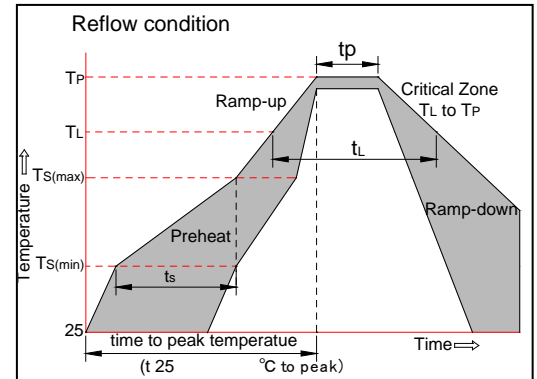 Reflow condition
tp
TP
Ramp-up
Critical Zone
TL to TP
TL
tL
TS(max)
Temperature
Preheat
Ramp-down
TS(min)
ts
25
time to peak temperatue
Time
(t 25 °C to peak)